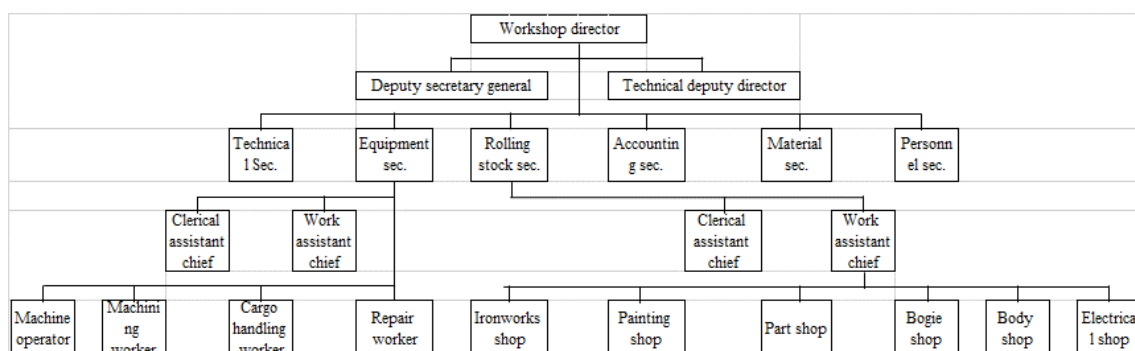 Workshop director
Deputy secretary general
Technical deputy director
Technica
l Sec.
Equipment
sec.
Rolling
stock sec.
Accountin
g sec.
Material
sec.
Personn
el sec.
Clerical
assistant
chief
Work
assistant
chief
Clerical
assistant
chief
Work
assistant
chief
Machine
operator
Machini
ng
worker
Cargo
handling
worker
Repair
worker
Ironworks
shop
Painting
shop
Part shop
Bogie
shop
Body
shop
Electrica
l shop